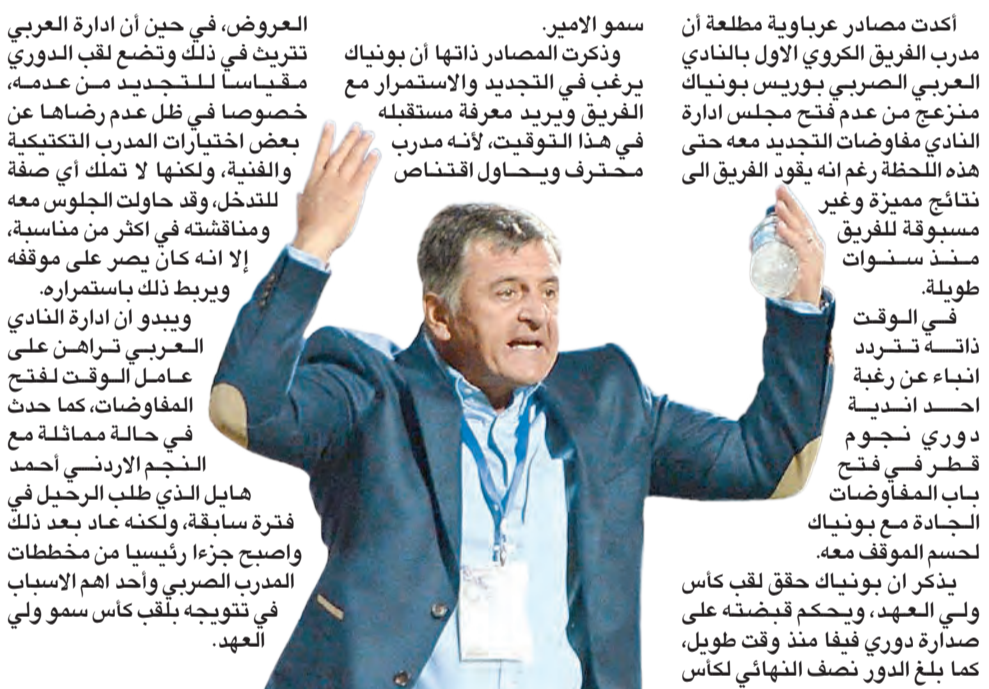 أكدت مصادر عرباوية مطلعة أن
مدرب الفريق الكروي الاول بالنادي
العربي الصربي بوريس بونياك
منزعج من عدم فتح مجلس ادارة
النادي مفاوضات التجديد معه حتى
هذه اللحظة رغم انه يقود الفريق الى
نتائج مميزة وغير
مسبوقة للفريق
منذ سنوات
طويلة.
في الوقت
ذاته تتردد
انباء عن رغبة
احد اندية
دوري نجوم
قطر في فتح
باب المفاوضات
الجادة مع بونياك
لحسم الموقف معه.
يذكر ان بونياك حقق لقب كأس
ولي العهد، ويحكم قبضته على
صدارة دوري فيفا منذ وقت طويل،
كما بلغ الدور نصف النهائي لكأس
سمو الامير.
وذكرت المصادر ذاتها أن بونياك
يرغب في التجديد والاستمرار مع
الفريق ويريد معرفة مستقبله
في هذا التوقيت، لأنه مدرب
محترف ويحاول اقتناص
العروض، في حين أن ادارة العربي
تتريث في ذلك وتضع لقب الدوري
مقياسا للتجديد من عدمه،
خصوصا في ظل عدم رضاها عن
بعض اختيارات المدرب التكتيكية
والفنية، ولكنها لا تملك أي صفة
للتدخل، وقد حاولت الجلوس معه
ومناقشته في اكثر من مناسبة،
إلا انه كان يصر على موقفه
ويربط ذلك باستمراره.
ويبدو ان ادارة النادي
العربي تراهن على
عامل الوقت لفتح
المفاوضات، كما حدث
في حالة مماثلة مع
النجم الاردني أحمد
هايل الذي طلب الرحيل في
فترة سابقة، ولكنه عاد بعد ذلك
واصبح جزءا رئيسيا من مخططات
المدرب الصربي وأحد اهم الاسباب
في تتويجه بلقب كأس سمو ولي
العهد.